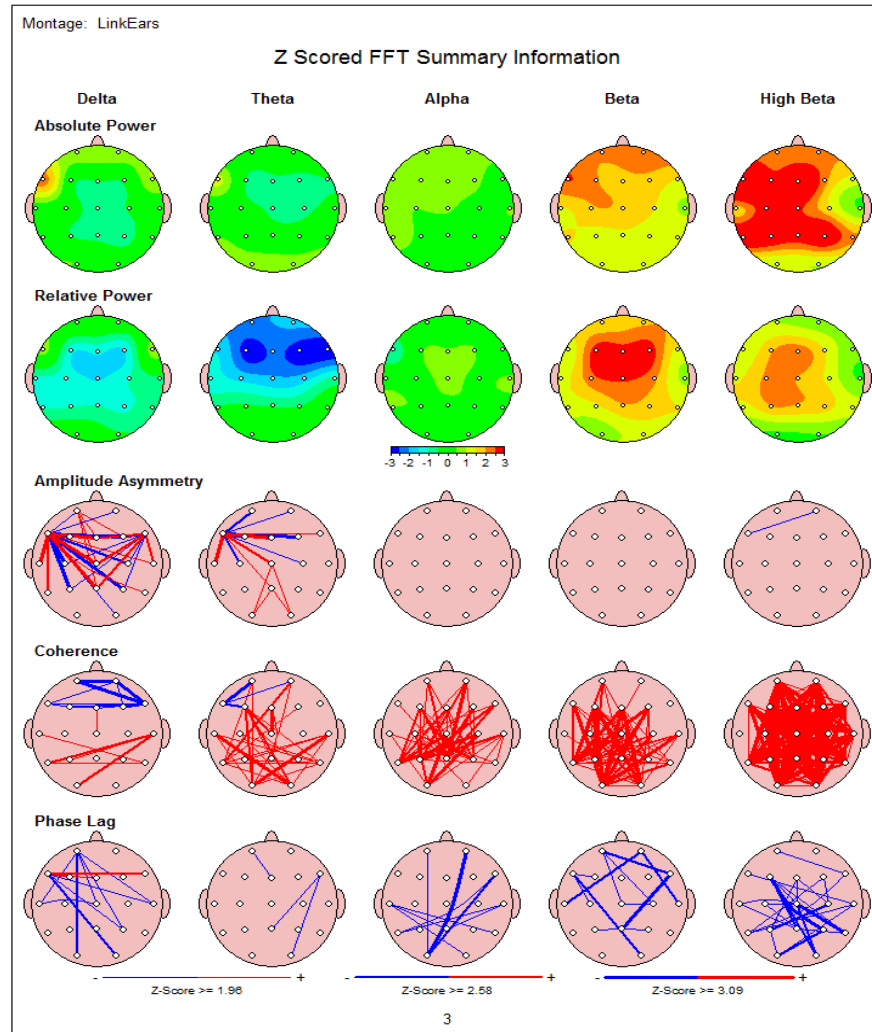 Montage: LinkEars
Z Scored FFT Summary Information
Delta Theta Alpha Beta High Beta
Absolute Power
Relative Power
-3 -2 -1 0 1 2 3
Amplitude Asymmetry
Coherence
Phase Lag
- + - + - +
Z-Score >= 1.96 Z-Score >= 2.58 Z-Score >= 3.09
3